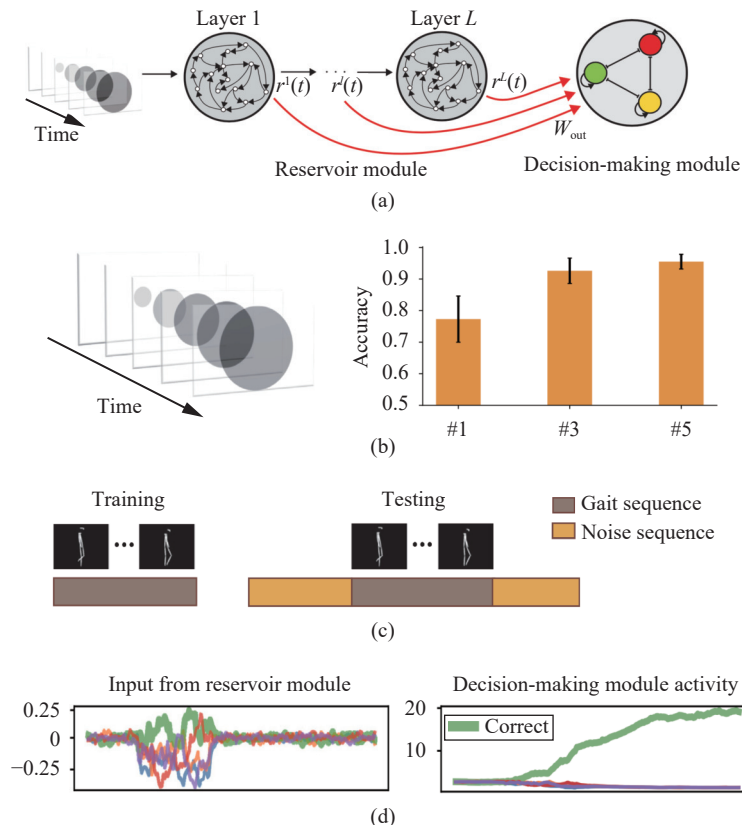 Layer 1
Layer L
r¹(t)
r^l(t)
r^L(t)
Time
W_out
Reservoir module
Decision-making module
(a)
Time
Accuracy
1.0
0.9
0.8
0.7
0.6
0.5
#1
#3
#5
(b)
Training
Testing
Gait sequence
Noise sequence
(c)
Input from reservoir module
Decision-making module activity
0.25
0
−0.25
20
10
Correct
(d)